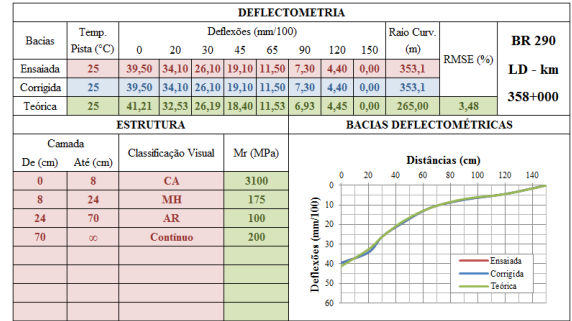 DEFLECTOMETRIA
Bacias Temp. Pista (°C) Deflexões (mm/100) Raio Curv. (m) RMSE (%) BR 290 LD - km 358+000
0 20 30 45 65 90 120 150
Ensaiada 25 39,50 34,10 26,10 19,10 11,50 7,30 4,40 0,00 353,1
Corrigida 25 39,50 34,10 26,10 19,10 11,50 7,30 4,40 0,00 353,1
Teórica 25 41,21 32,53 26,19 18,40 11,53 6,93 4,45 0,00 265,00 3,48
ESTRUTURA
Camada Classificação Visual Mr (MPa)
De (cm) Até (cm)
0 8 CA 3100
8 24 MH 175
24 70 AR 100
70 ∞ Contínuo 200
BACIAS DEFLECTOMÉTRICAS
Distâncias (cm)
0 20 40 60 80 100 120 140
Deflexões (mm/100)
0
10
20
30
40
50
60
Ensaiada
Corrigida
Teórica